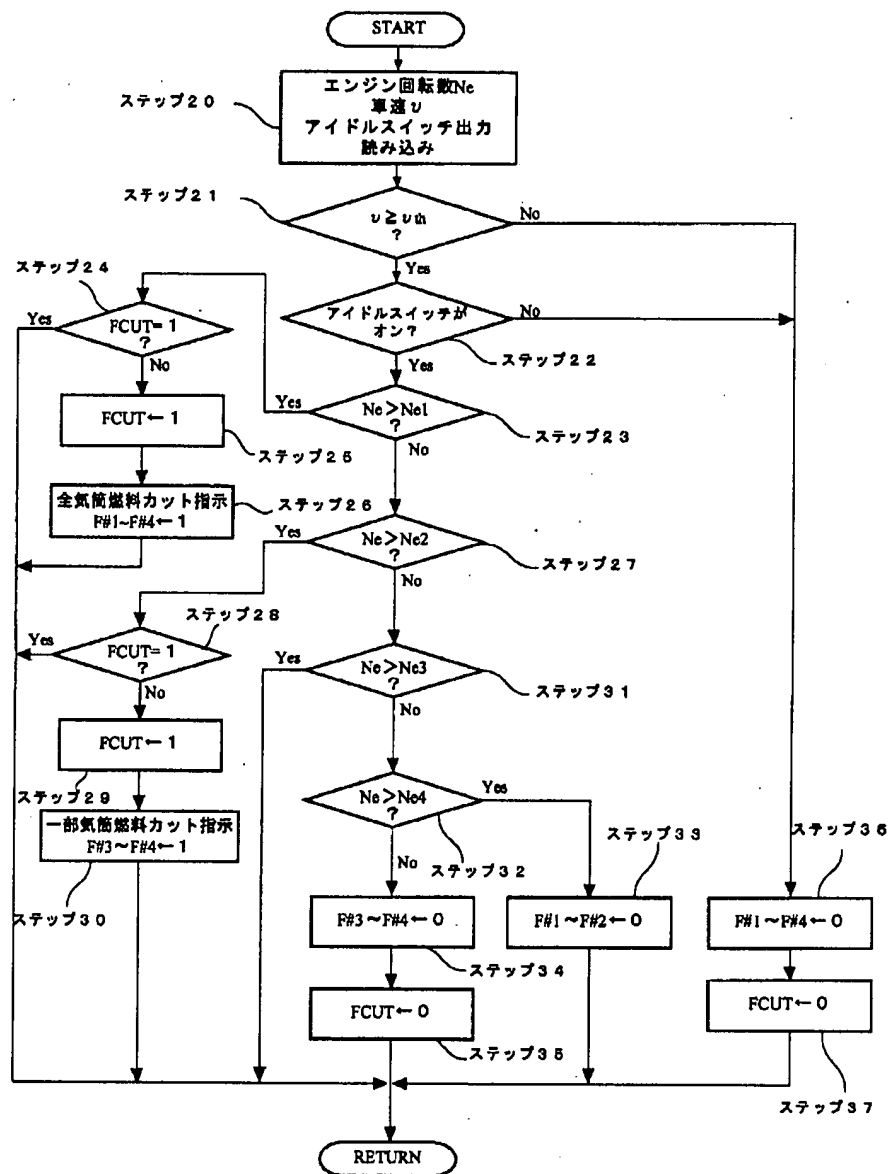 START
ステップ20
エンジン回転数Ne
車速υ
アイドルスイッチ出力
読み込み
ステップ21
υ≧υth
?
No
Yes
ステップ24
FCUT=1
?
Yes
No
アイドルスイッチが
オン?
No
ステップ22
Yes
FCUT←1
ステップ25
Yes
Ne>Ne1
?
ステップ23
No
全気筒燃料カット指示
F#1~F#4←1
ステップ26
Yes
Ne>Ne2
?
ステップ27
No
ステップ28
Yes
FCUT=1
?
No
Yes
Ne>Ne3
?
ステップ31
No
FCUT←1
ステップ29
一部気筒燃料カット指示
F#3~F#4←1
ステップ30
Ne>Ne4
?
Yes
ステップ32
No
ステップ33
ステップ36
F#3~F#4←0
ステップ34
F#1~F#2←0
F#1~F#4←0
FCUT←0
ステップ35
FCUT←0
ステップ37
RETURN